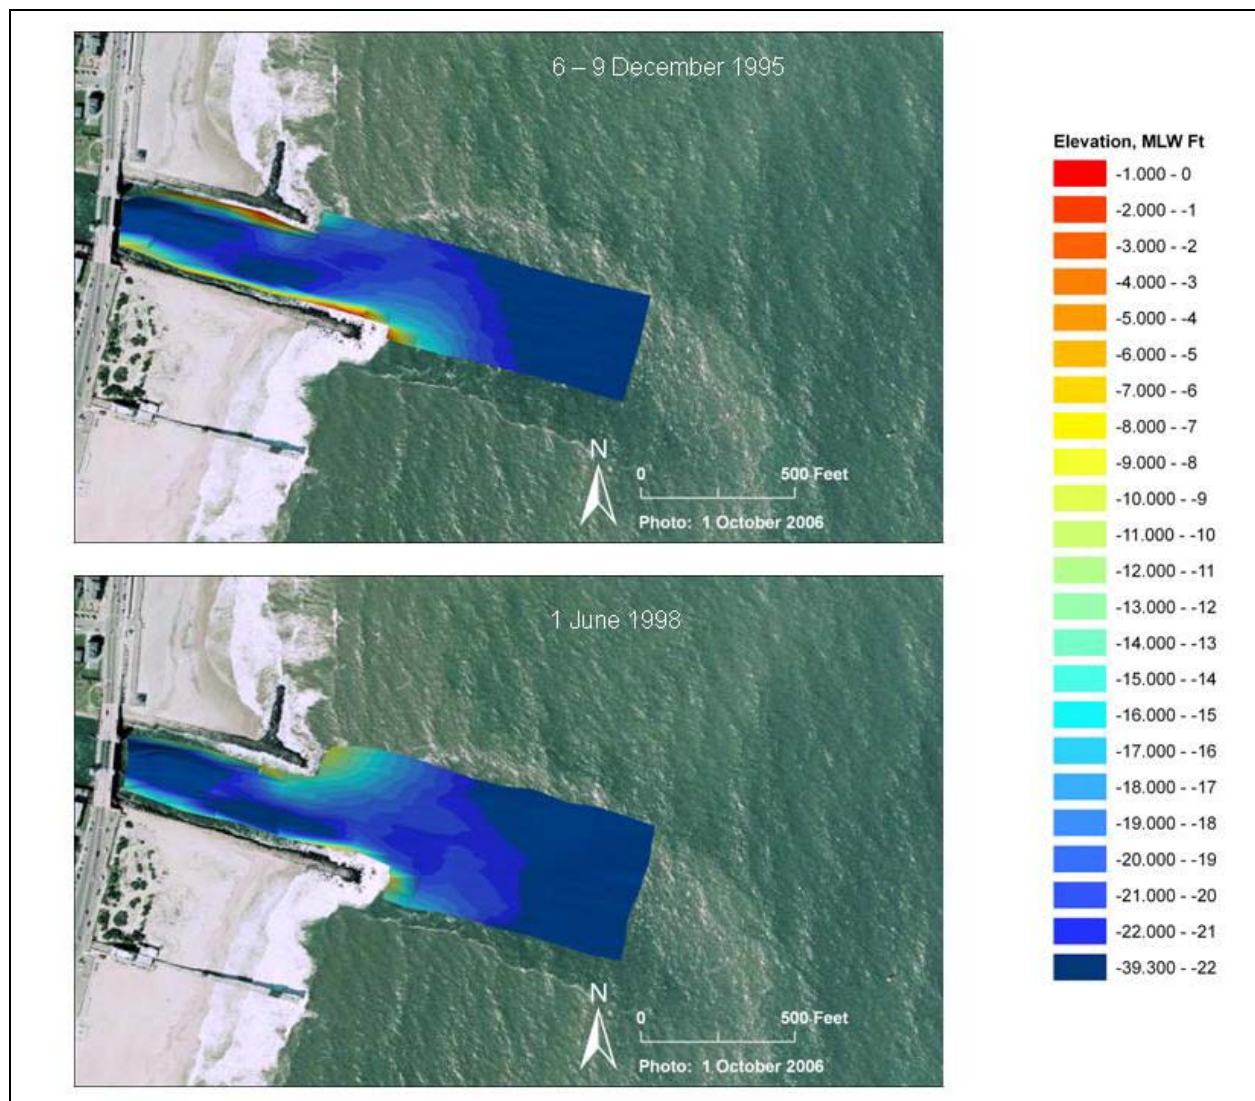 6 – 9 December 1995
N
0 500 Feet
Photo: 1 October 2006
1 June 1998
N
0 500 Feet
Photo: 1 October 2006
Elevation, MLW Ft
-1.000 - 0
-2.000 - -1
-3.000 - -2
-4.000 - -3
-5.000 - -4
-6.000 - -5
-7.000 - -6
-8.000 - -7
-9.000 - -8
-10.000 - -9
-11.000 - -10
-12.000 - -11
-13.000 - -12
-14.000 - -13
-15.000 - -14
-16.000 - -15
-17.000 - -16
-18.000 - -17
-19.000 - -18
-20.000 - -19
-21.000 - -20
-22.000 - -21
-39.300 - -22